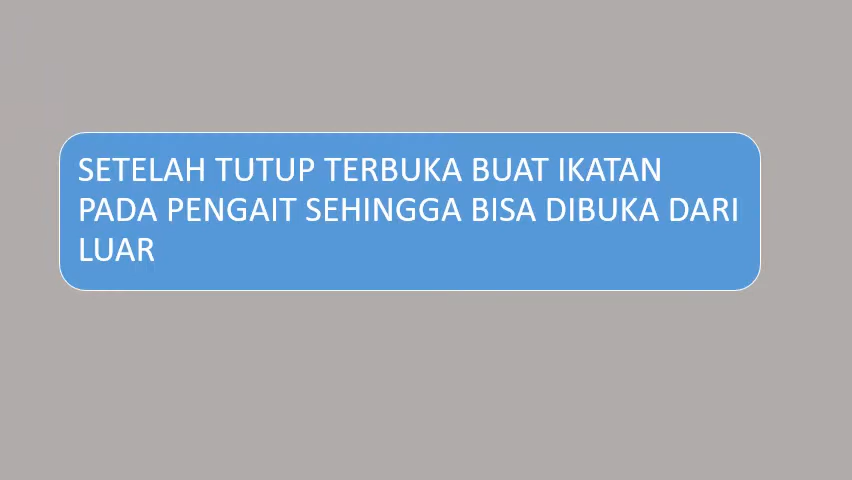 SETELAH TUTUP TERBUKA BUAT IKATAN
PADA PENGAIT SEHINGGA BISA DIBUKA DARI
LUAR